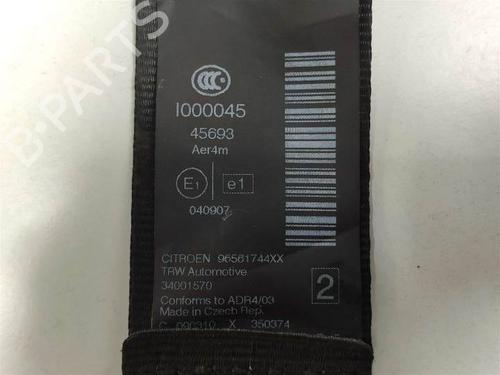 CCC
I000045
45693
Aer4m
E1 e1
040907
CITROEN 96561744XX
TRW Automotive
34001570
Conforms to ADR4/03
2
Made in Czech Rep.
C 090310 X 350374